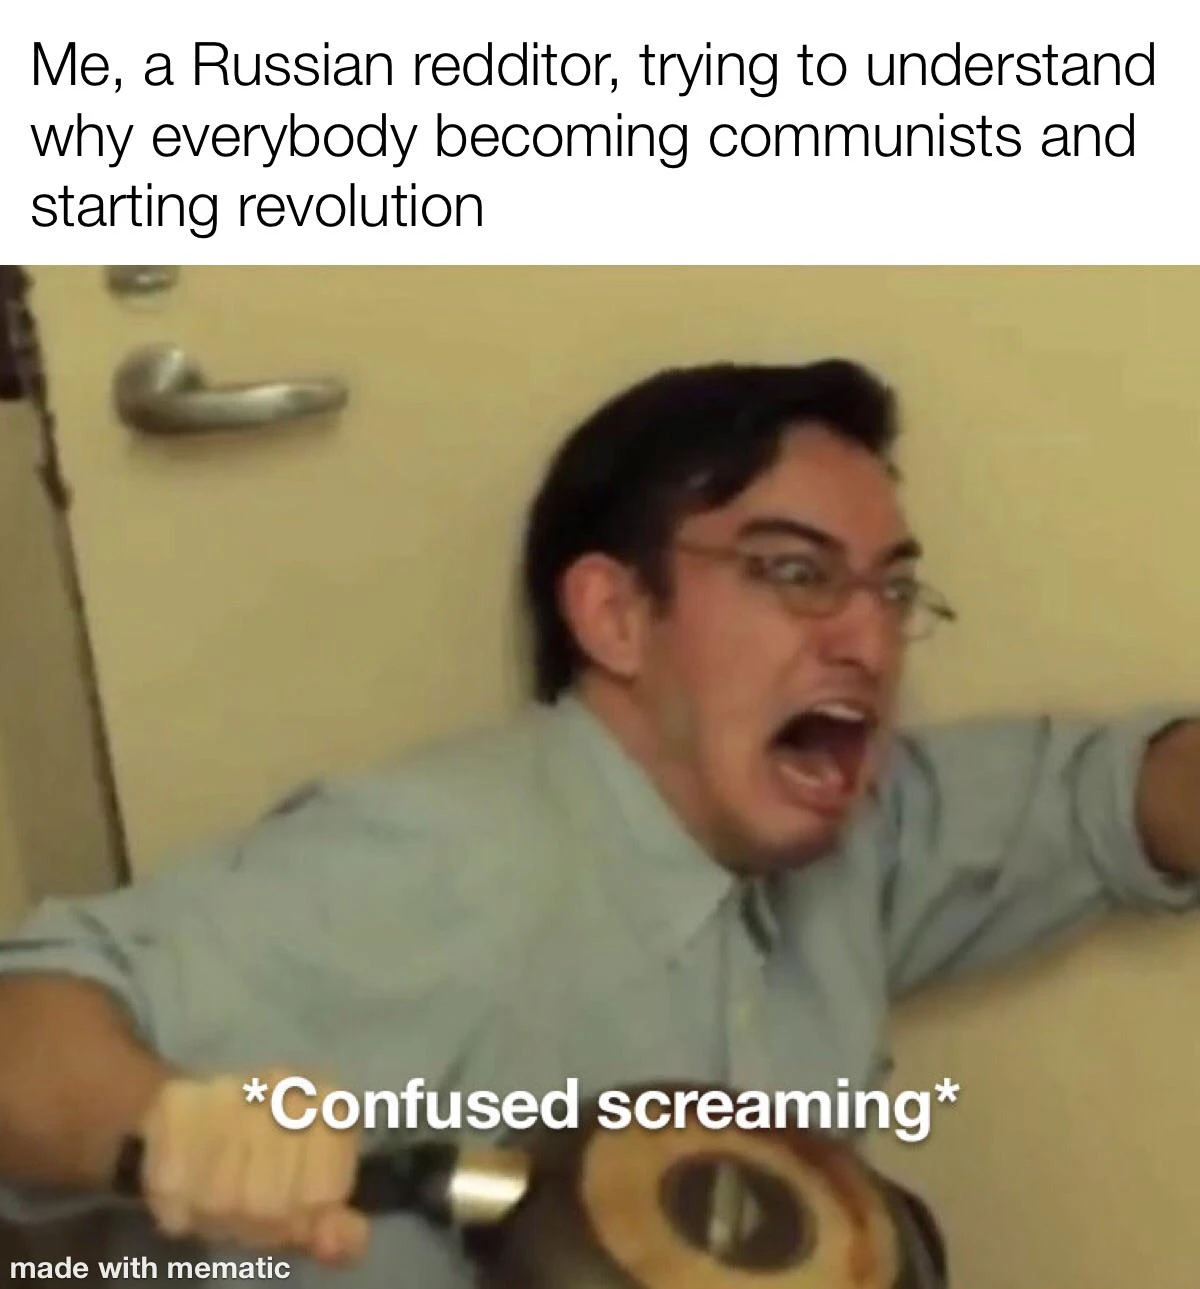 Me, a Russian redditor, trying to understand
why everybody becoming communists and
starting revolution
*Confused screaming*
made with mematic